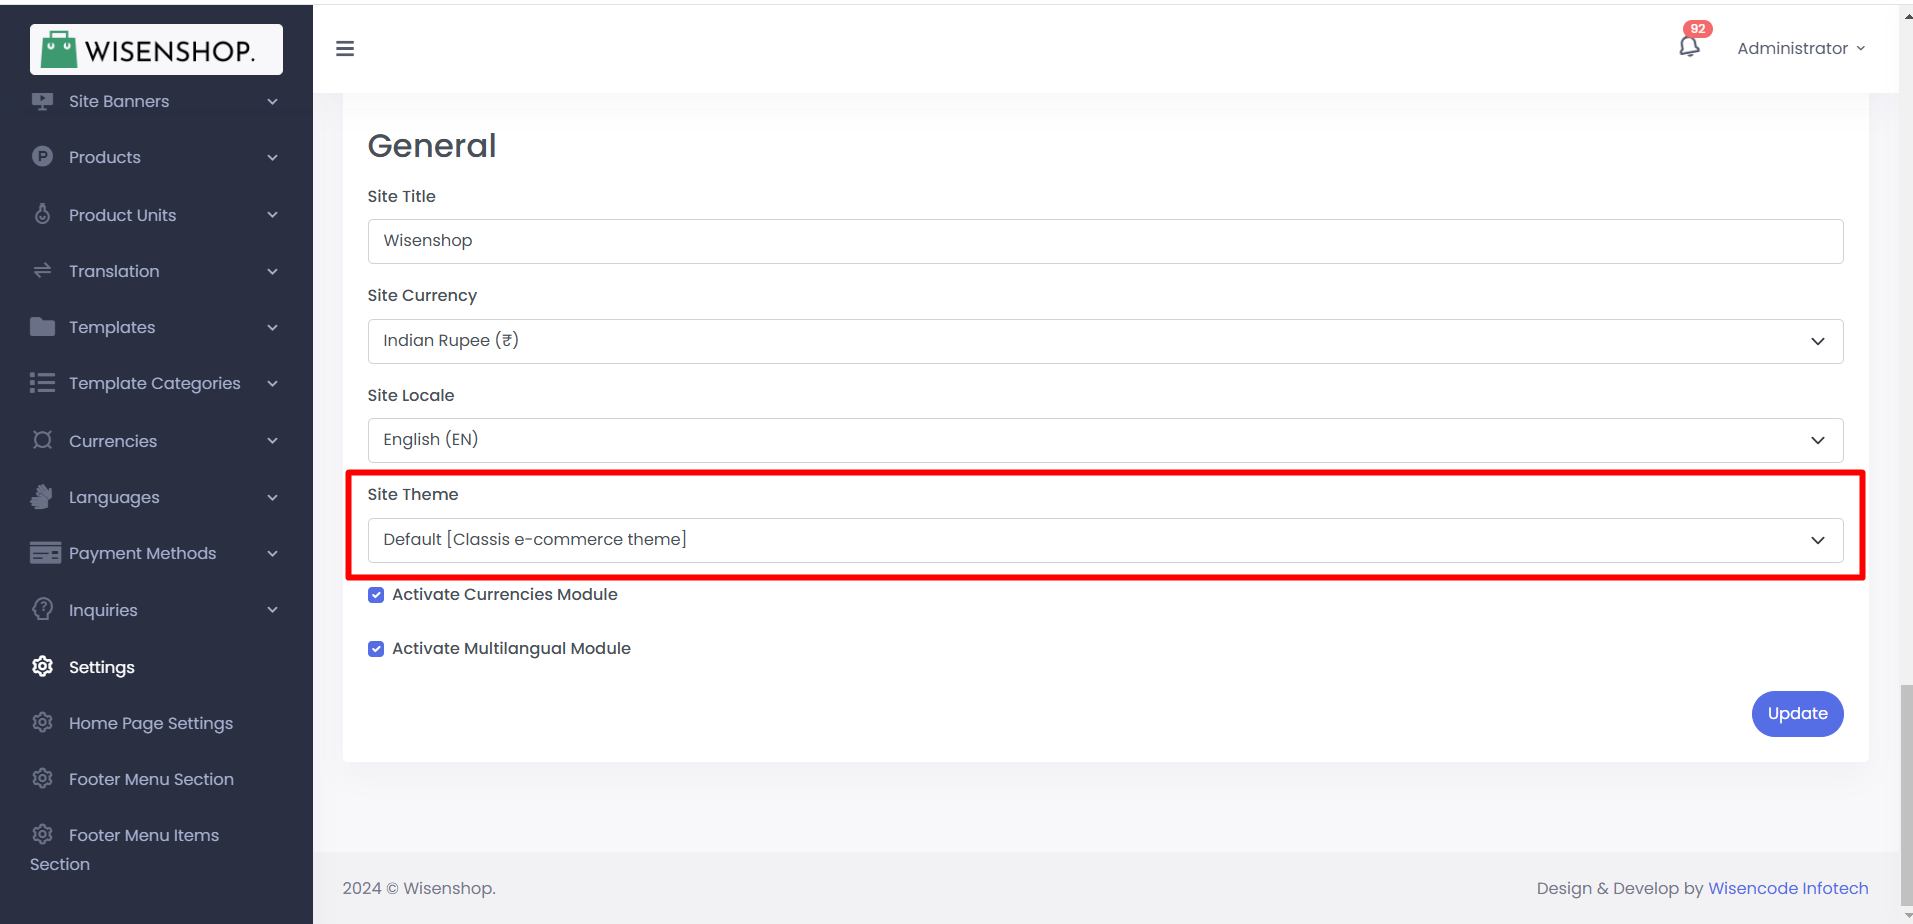 WISENSHOP.
Site Banners
Products
Product Units
Translation
Templates
Template Categories
Currencies
Languages
Payment Methods
Inquiries
Settings
Home Page Settings
Footer Menu Section
Footer Menu Items
Section
92
Administrator
General
Site Title
Wisenshop
Site Currency
Indian Rupee (₹)
Site Locale
English (EN)
Site Theme
Default [Classis e-commerce theme]
Activate Currencies Module
Activate Multilangual Module
Update
2024 © Wisenshop.
Design & Develop by Wisencode Infotech